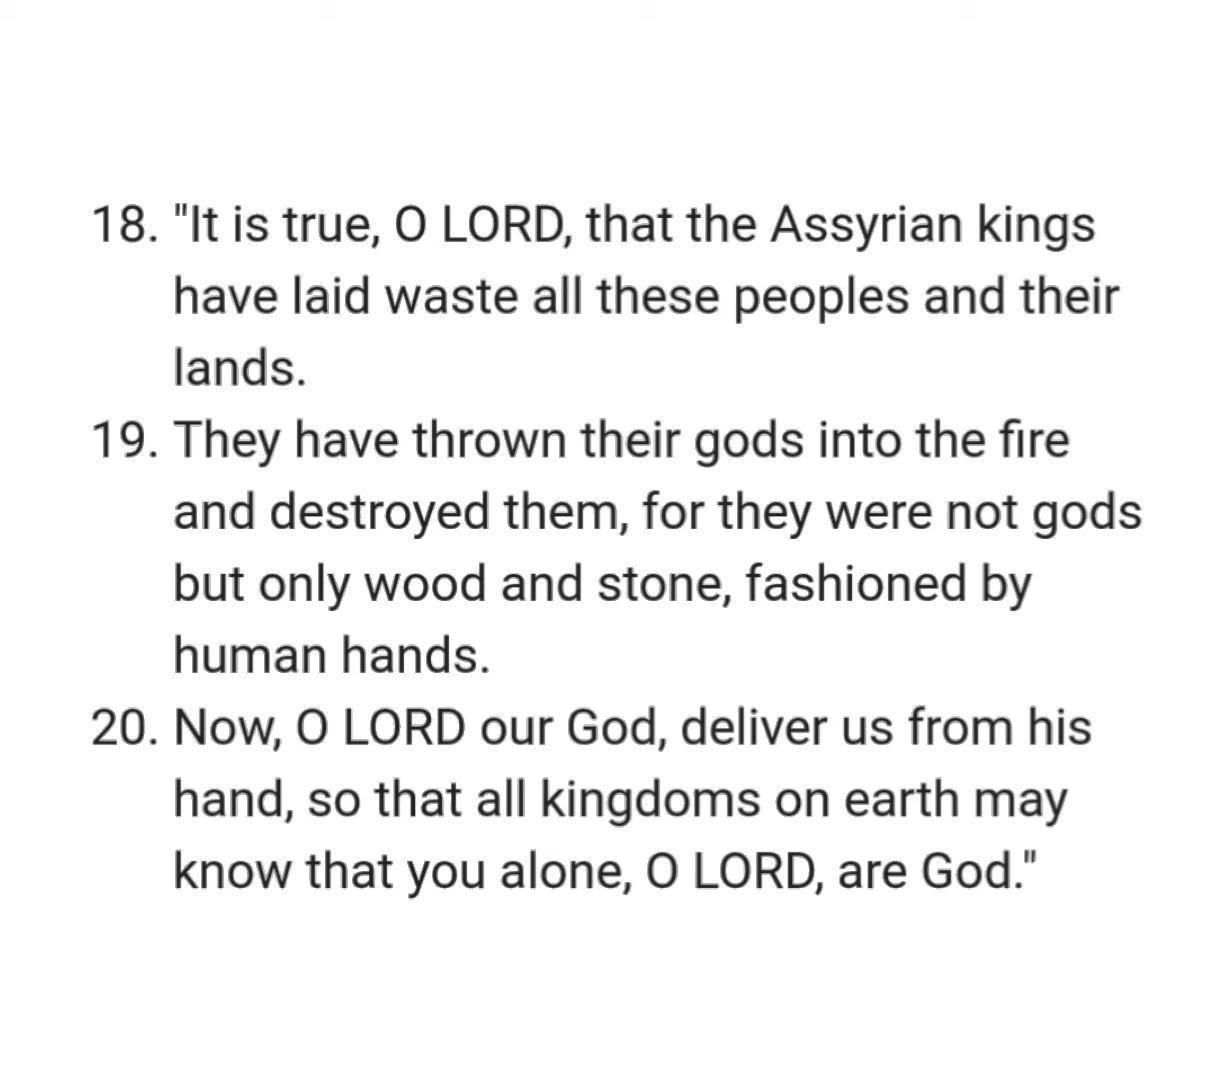 18. "It is true, O LORD, that the Assyrian kings
have laid waste all these peoples and their
lands.
19. They have thrown their gods into the fire
and destroyed them, for they were not gods
but only wood and stone, fashioned by
human hands.
20. Now, O LORD our God, deliver us from his
hand, so that all kingdoms on earth may
know that you alone, O LORD, are God."